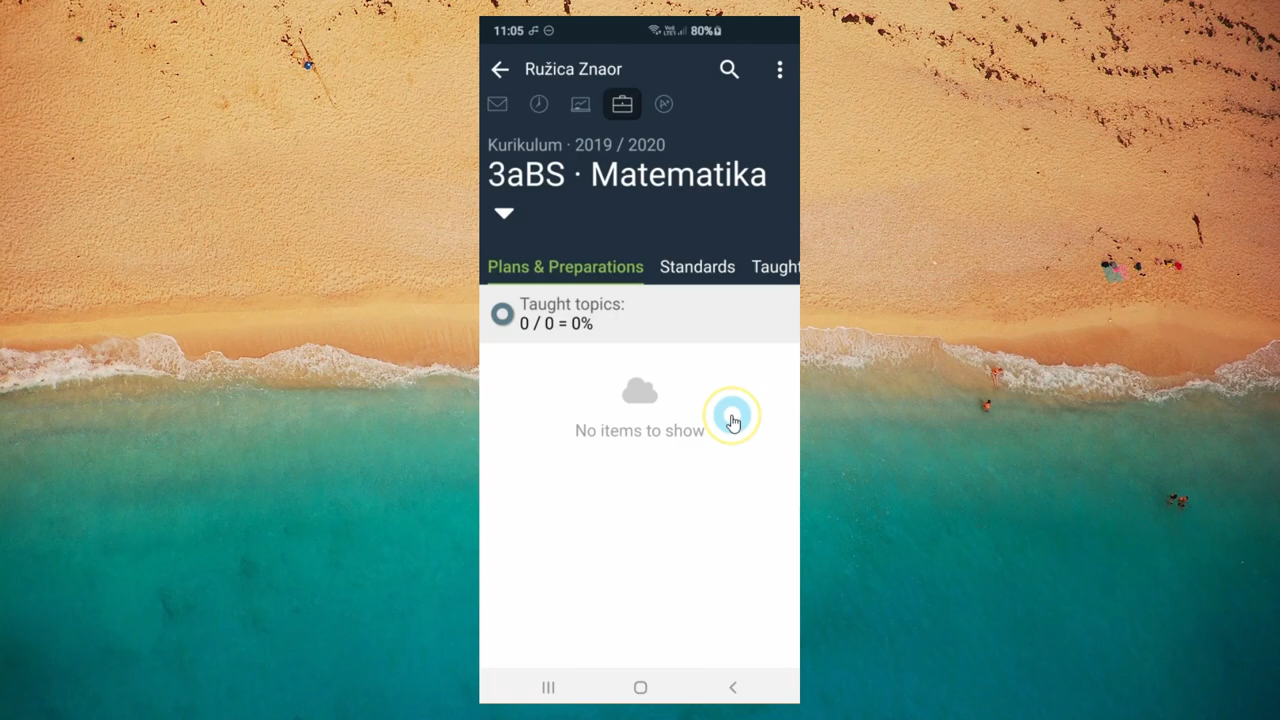 11:05
80%
Ružica Znaor
Kurikulum · 2019 / 2020
3aBS · Matematika
Plans & Preparations Standards Taught
Taught topics:
0 / 0 = 0%
No items to show